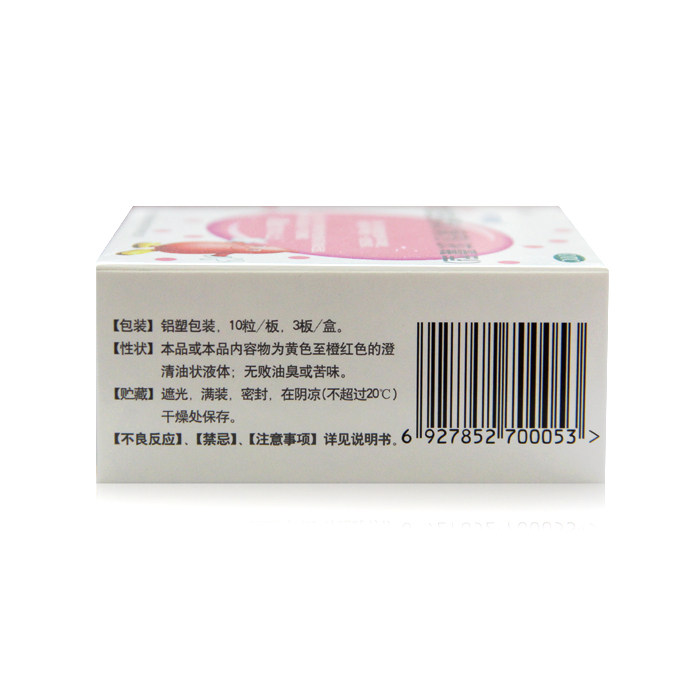 【包装】铝塑包装，10粒/板，3板/盒。
【性状】本品或本品内容物为黄色至橙红色的澄
清油状液体；无败油臭或苦味。
【贮藏】遮光，满装，密封，在阴凉(不超过20℃)
干燥处保存。
【不良反应】、【禁忌】、【注意事项】详见说明书。
6 927852 700053 >